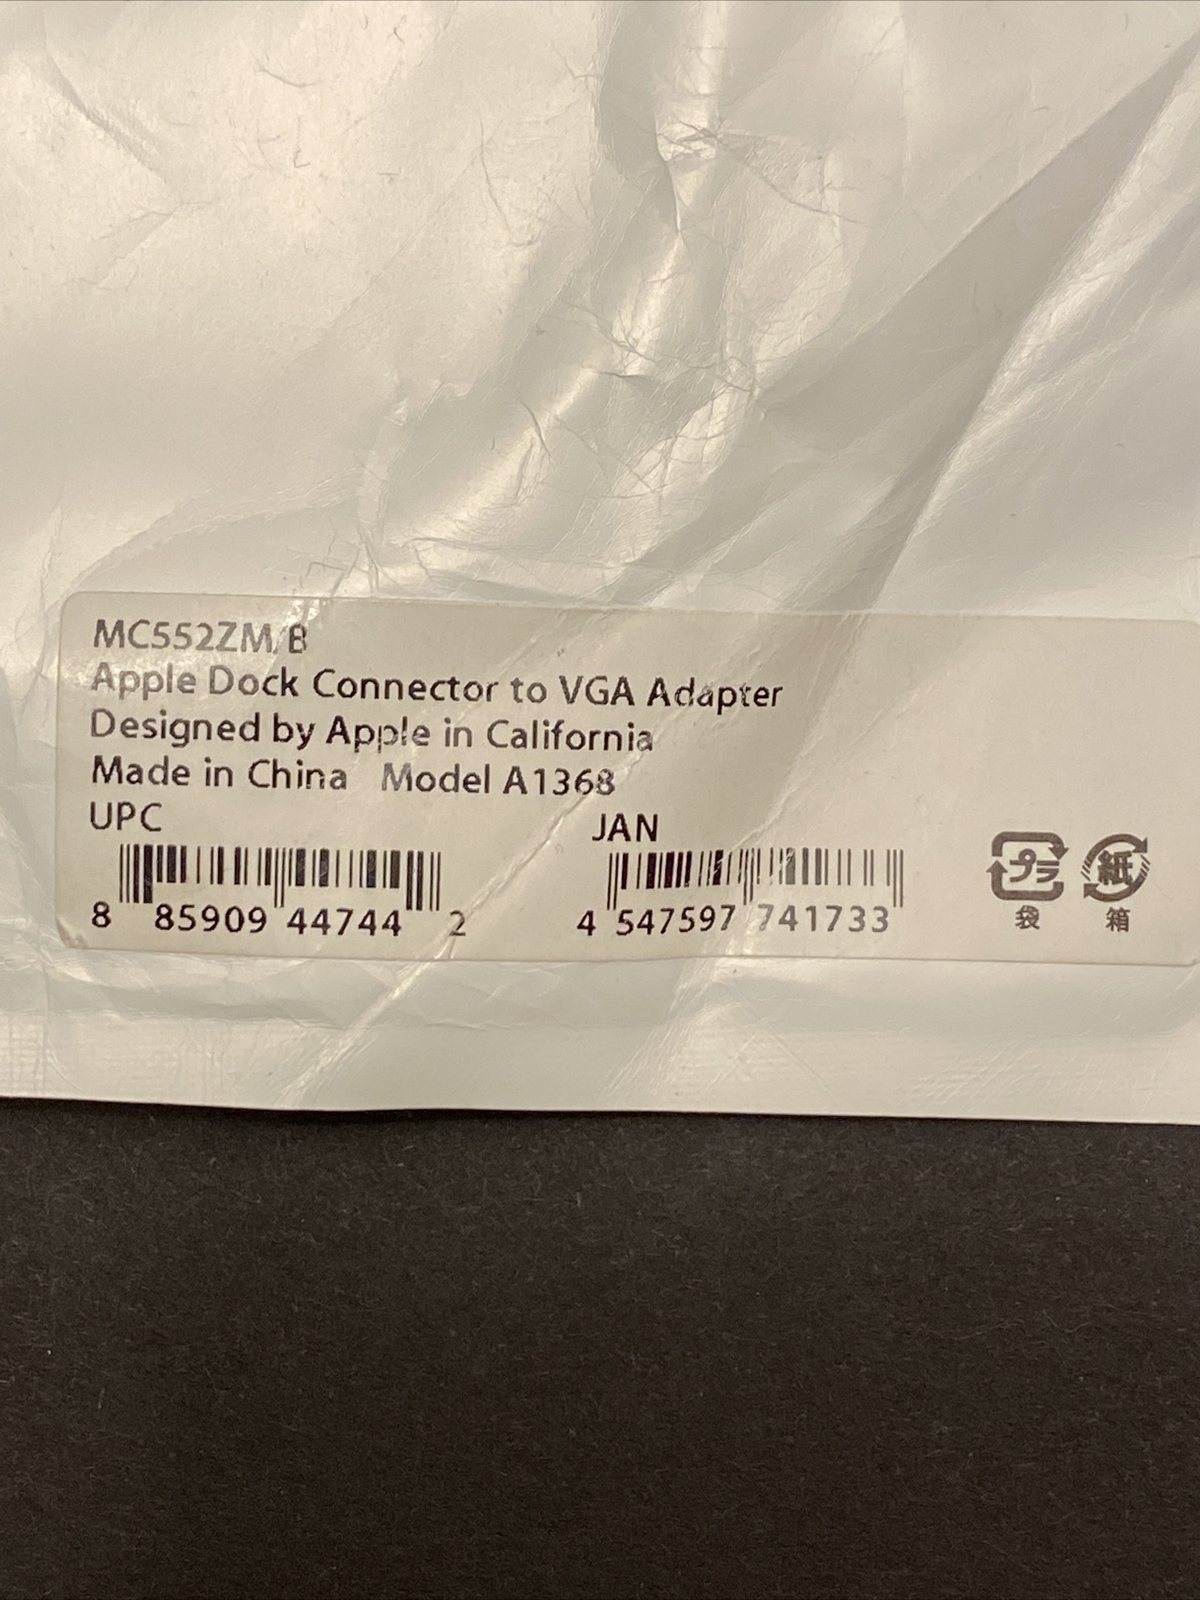 MC552ZM/B
Apple Dock Connector to VGA Adapter
Designed by Apple in California
Made in China Model A1368
UPC JAN
8 85909 44744 2 4 547597 741733
プラ 紙
袋 箱